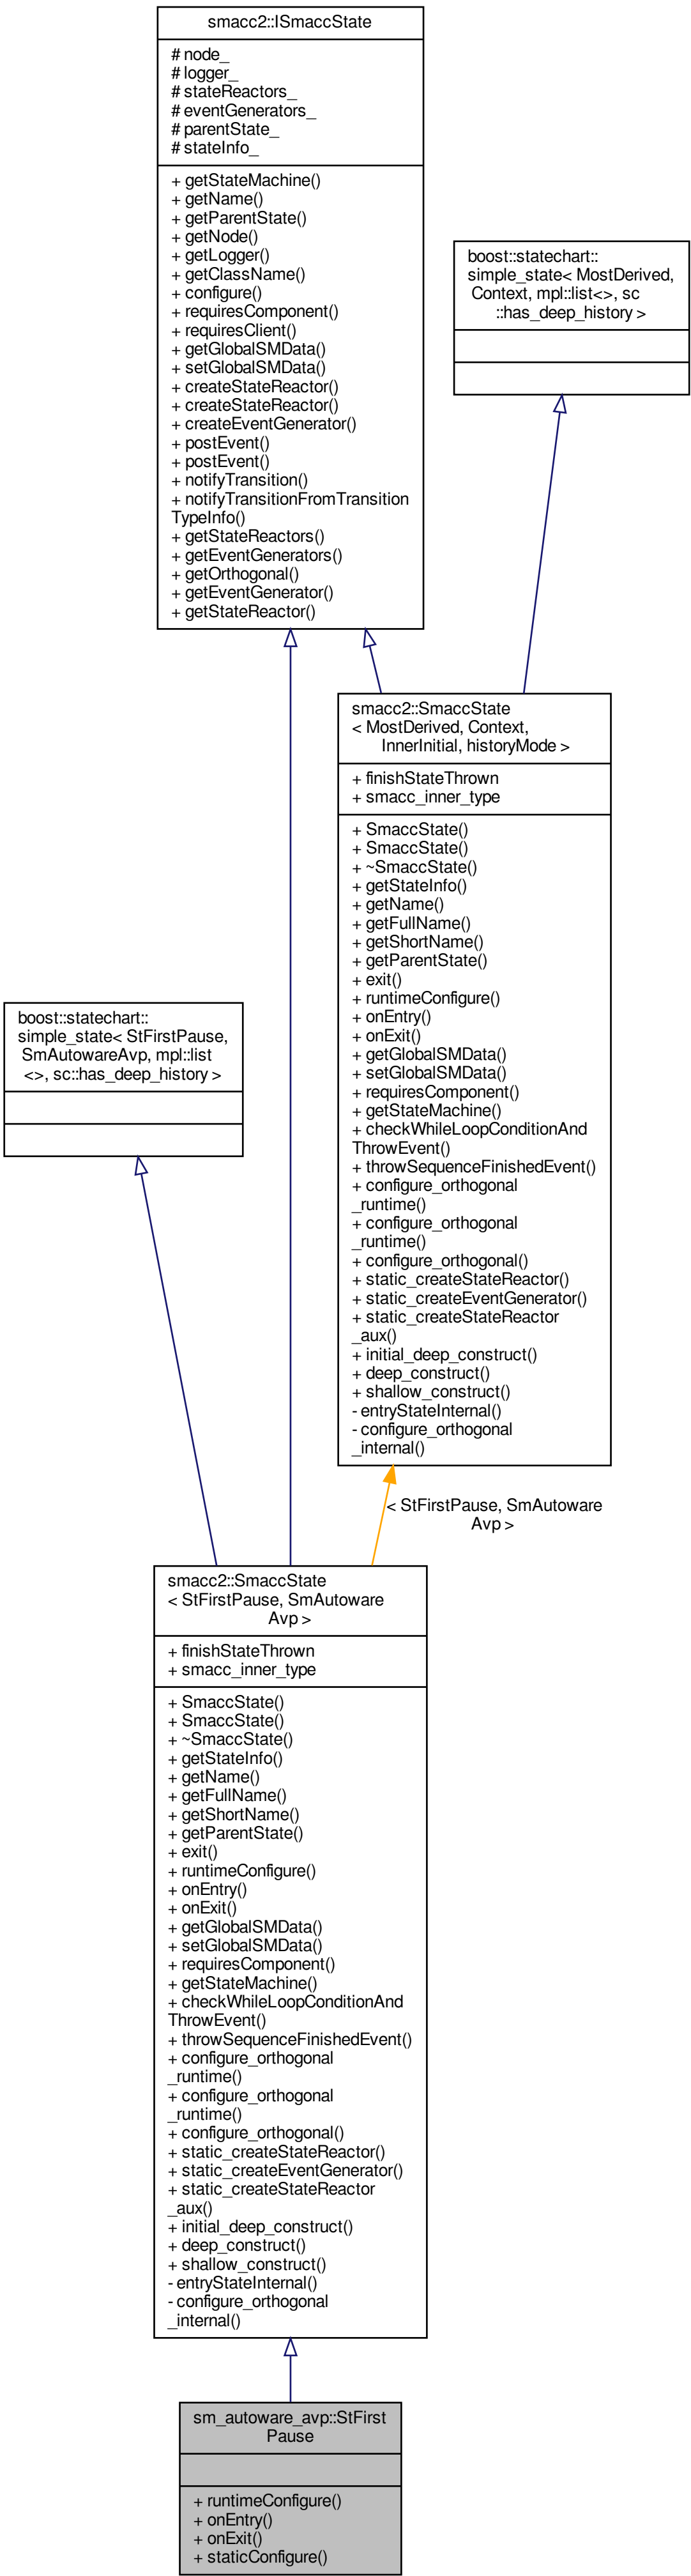 smacc2::ISmaccState
# node_
# logger_
# stateReactors_
# eventGenerators_
# parentState_
# stateInfo_
+ getStateMachine()
+ getName()
+ getParentState()
+ getNode()
+ getLogger()
+ getClassName()
+ configure()
+ requiresComponent()
+ requiresClient()
+ getGlobalSMData()
+ setGlobalSMData()
+ createStateReactor()
+ createStateReactor()
+ createEventGenerator()
+ postEvent()
+ postEvent()
+ notifyTransition()
+ notifyTransitionFromTransition
TypeInfo()
+ getStateReactors()
+ getEventGenerators()
+ getOrthogonal()
+ getEventGenerator()
+ getStateReactor()
boost::statechart::
simple_state< MostDerived,
Context, mpl::list<>, sc
::has_deep_history >
smacc2::SmaccState
< MostDerived, Context,
InnerInitial, historyMode >
+ finishStateThrown
+ smacc_inner_type
+ SmaccState()
+ SmaccState()
+ ~SmaccState()
+ getStateInfo()
+ getName()
+ getFullName()
+ getShortName()
+ getParentState()
+ exit()
+ runtimeConfigure()
+ onEntry()
+ onExit()
+ getGlobalSMData()
+ setGlobalSMData()
+ requiresComponent()
+ getStateMachine()
+ checkWhileLoopConditionAnd
ThrowEvent()
+ throwSequenceFinishedEvent()
+ configure_orthogonal
_runtime()
+ configure_orthogonal
_runtime()
+ configure_orthogonal()
+ static_createStateReactor()
+ static_createEventGenerator()
+ static_createStateReactor
_aux()
+ initial_deep_construct()
+ deep_construct()
+ shallow_construct()
- entryStateInternal()
- configure_orthogonal
_internal()
boost::statechart::
simple_state< StFirstPause,
SmAutowareAvp, mpl::list
<>, sc::has_deep_history >
< StFirstPause, SmAutoware
Avp >
smacc2::SmaccState
< StFirstPause, SmAutoware
Avp >
+ finishStateThrown
+ smacc_inner_type
+ SmaccState()
+ SmaccState()
+ ~SmaccState()
+ getStateInfo()
+ getName()
+ getFullName()
+ getShortName()
+ getParentState()
+ exit()
+ runtimeConfigure()
+ onEntry()
+ onExit()
+ getGlobalSMData()
+ setGlobalSMData()
+ requiresComponent()
+ getStateMachine()
+ checkWhileLoopConditionAnd
ThrowEvent()
+ throwSequenceFinishedEvent()
+ configure_orthogonal
_runtime()
+ configure_orthogonal
_runtime()
+ configure_orthogonal()
+ static_createStateReactor()
+ static_createEventGenerator()
+ static_createStateReactor
_aux()
+ initial_deep_construct()
+ deep_construct()
+ shallow_construct()
- entryStateInternal()
- configure_orthogonal
_internal()
sm_autoware_avp::StFirst
Pause
+ runtimeConfigure()
+ onEntry()
+ onExit()
+ staticConfigure()